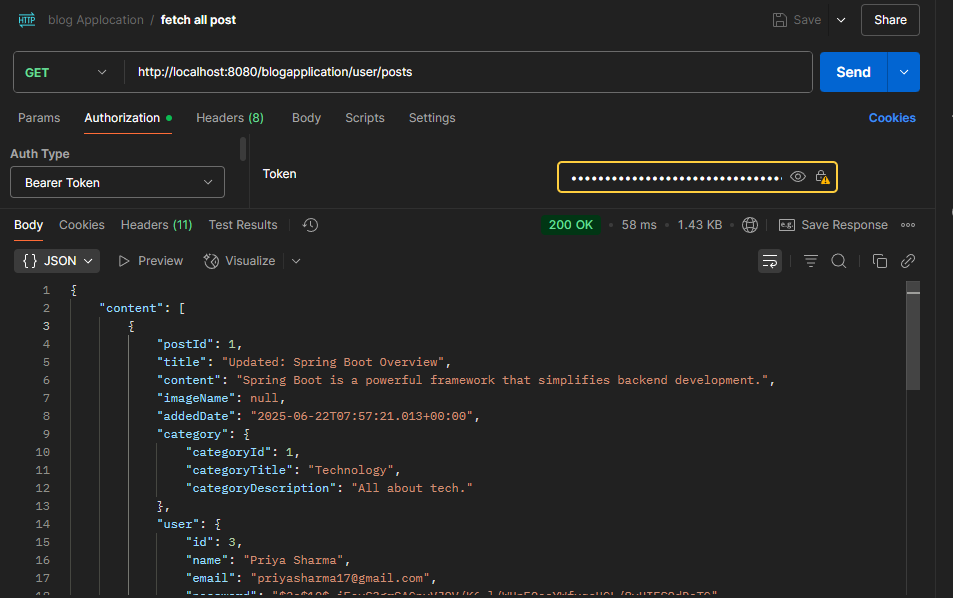 HTTP blog Applocation / fetch all post Save Share
GET http://localhost:8080/blogapplication/user/posts Send
Params Authorization Headers (8) Body Scripts Settings Cookies
Auth Type
Bearer Token
Token ••••••••••••••••••••••••••••••
Body Cookies Headers (11) Test Results 200 OK • 58 ms • 1.43 KB • e.g. Save Response
{} JSON Preview Visualize
1 {
2 "content": [
3 {
4 "postId": 1,
5 "title": "Updated: Spring Boot Overview",
6 "content": "Spring Boot is a powerful framework that simplifies backend development.",
7 "imageName": null,
8 "addedDate": "2025-06-22T07:57:21.013+00:00",
9 "category": {
10 "categoryId": 1,
11 "categoryTitle": "Technology",
12 "categoryDescription": "All about tech."
13 },
14 "user": {
15 "id": 3,
16 "name": "Priya Sharma",
17 "email": "priyasharma17@gmail.com",
18 "password":